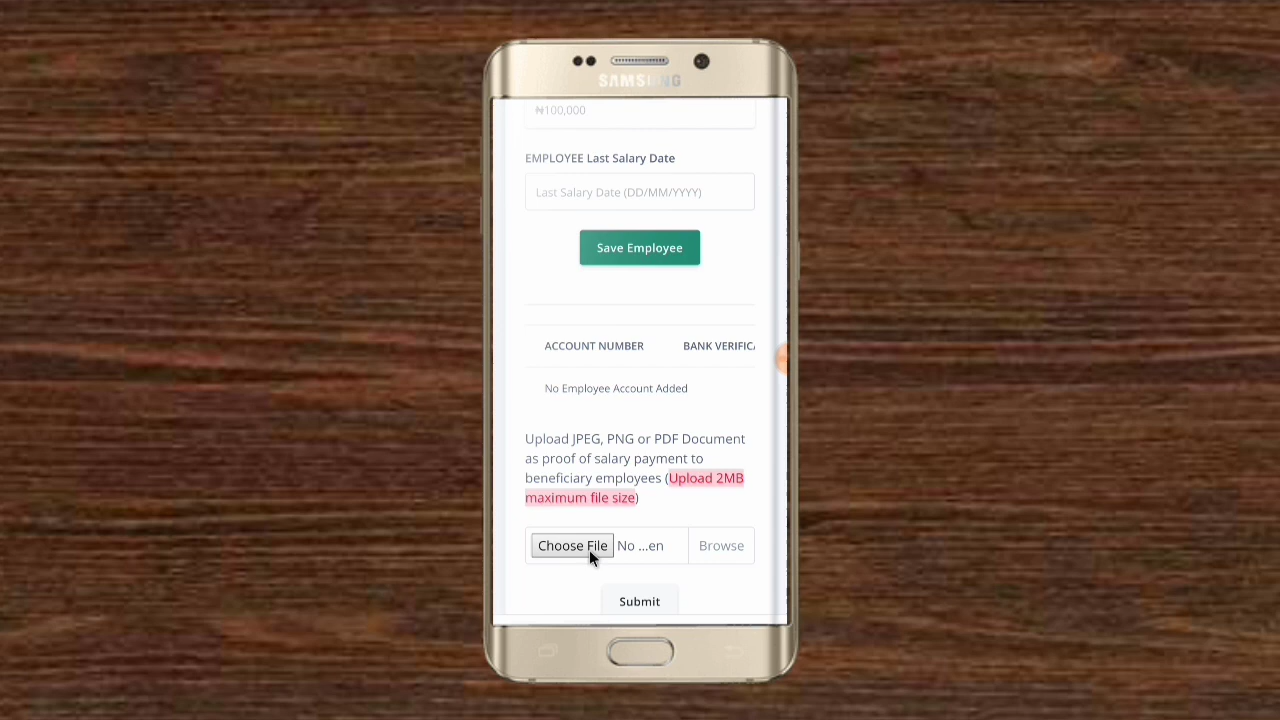 SAMSUNG
₦100,000
EMPLOYEE Last Salary Date
Last Salary Date (DD/MM/YYYY)
Save Employee
ACCOUNT NUMBER BANK VERIFICA
No Employee Account Added
Upload JPEG, PNG or PDF Document
as proof of salary payment to
beneficiary employees (Upload 2MB
maximum file size)
Choose File No ...en Browse
Submit